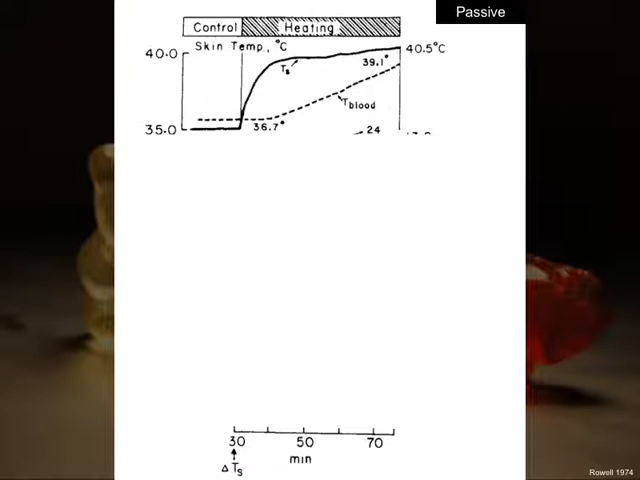 Passive
Control Heating
Skin Temp., °C
40.0
40.5°C
39.1°
Ts
Tblood
36.7°
35.0
24
30 50 70
min
Δ Ts
Rowell 1974